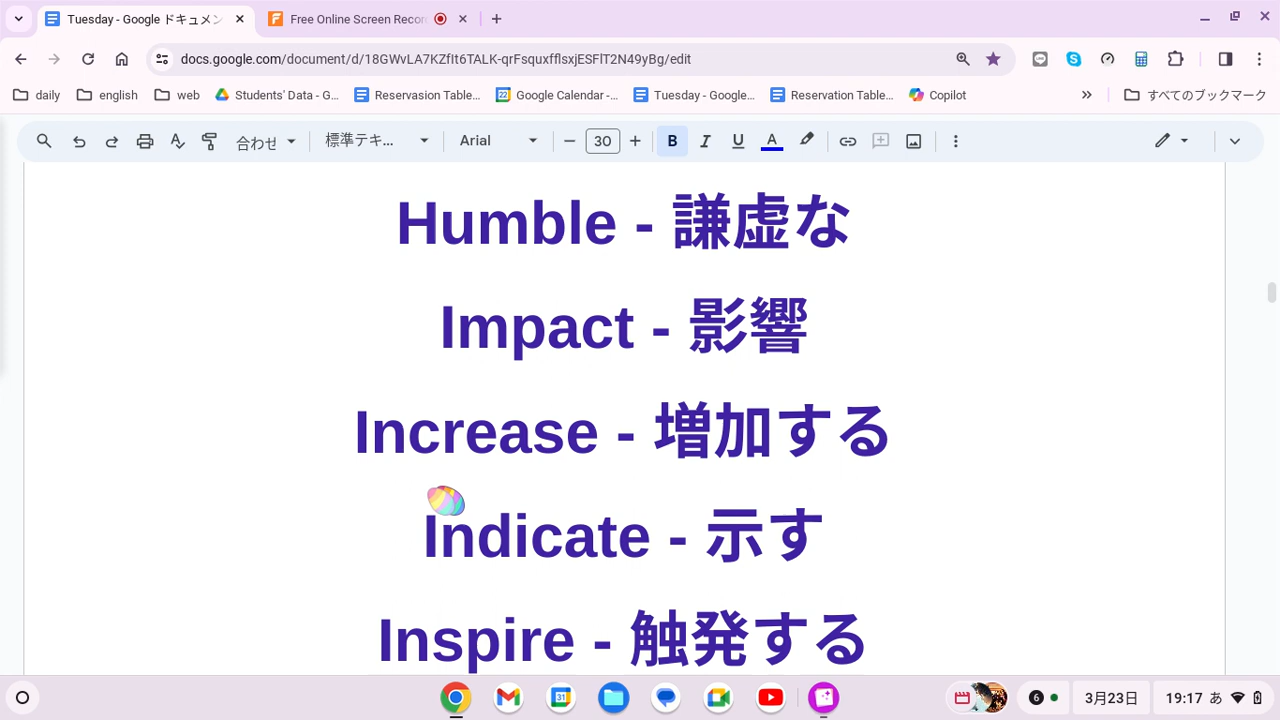 Tuesday - Google ドキュメン
Free Online Screen Recor
docs.google.com/document/d/18GWvLA7KZfIt6TALK-qrFsquxfflsxjESFlT2N49yBg/edit
daily
english
web
Students' Data - G...
Reservasion Table...
Google Calendar -...
Tuesday - Google...
Reservation Table...
Copilot
すべてのブックマーク
合わせ
標準テキ...
Arial
30
B
I
U
A
Humble - 謙虚な
Impact - 影響
Increase - 増加する
Indicate - 示す
Inspire - 触発する
31
6
3月23日
19:17 あ